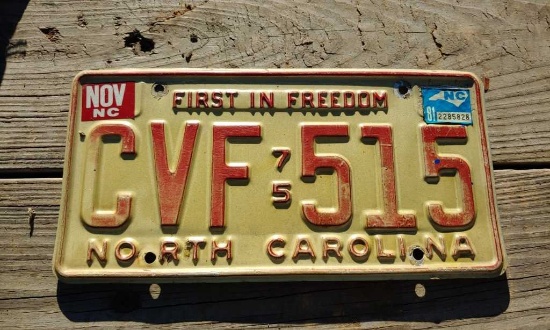 NOV
NC
FIRST IN FREEDOM
NC
81 2285828
CVF 75 515
NORTH CAROLINA